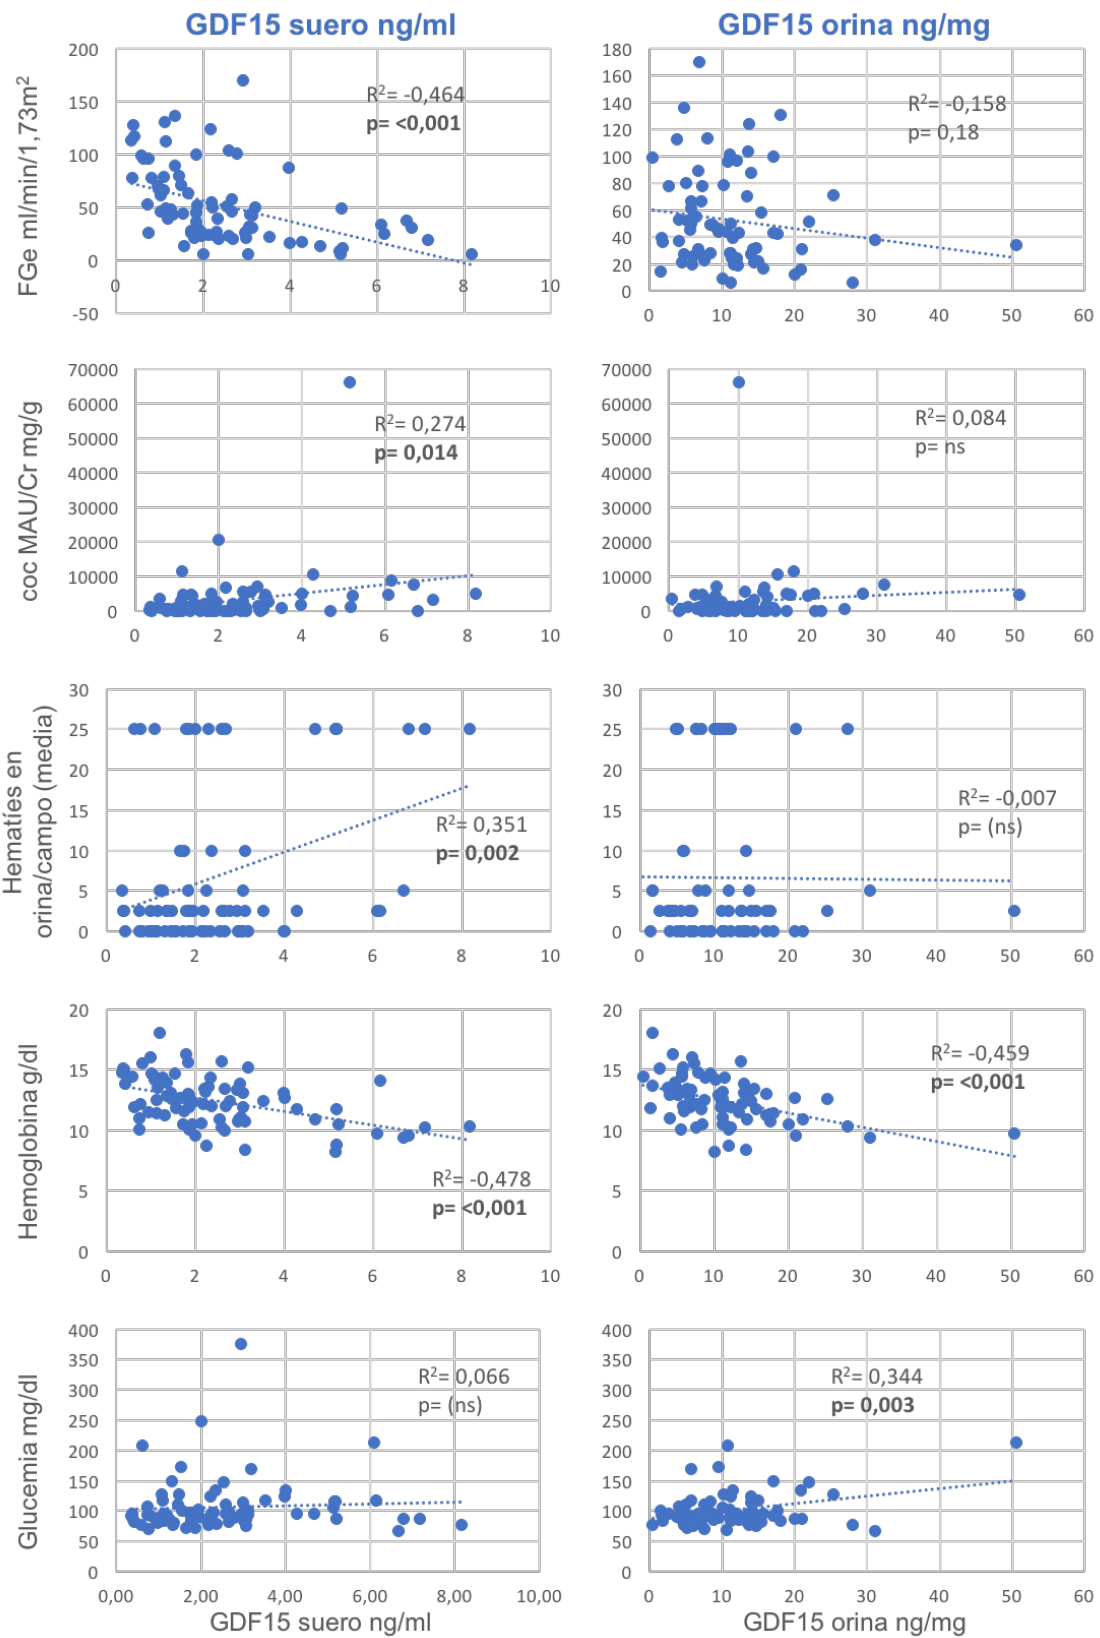 GDF15 suero ng/ml
GDF15 orina ng/mg
FGe ml/min/1,73m²
200
150
100
50
0
-50
0 2 4 6 8 10
R²= -0,464
p= <0,001
180
160
140
120
100
80
60
40
20
0
0 10 20 30 40 50 60
R²= -0,158
p= 0,18
coc MAU/Cr mg/g
70000
60000
50000
40000
30000
20000
10000
0
0 2 4 6 8 10
R²= 0,274
p= 0,014
70000
60000
50000
40000
30000
20000
10000
0
0 10 20 30 40 50 60
R²= 0,084
p= ns
Hematíes en
orina/campo (media)
30
25
20
15
10
5
0
0 2 4 6 8 10
R²= 0,351
p= 0,002
30
25
20
15
10
5
0
0 10 20 30 40 50 60
R²= -0,007
p= (ns)
Hemoglobina g/dl
20
15
10
5
0
0 2 4 6 8 10
R²= -0,478
p= <0,001
20
15
10
5
0
0 10 20 30 40 50 60
R²= -0,459
p= <0,001
Glucemia mg/dl
400
350
300
250
200
150
100
50
0
0,00 2,00 4,00 6,00 8,00 10,00
R²= 0,066
p= (ns)
GDF15 suero ng/ml
400
350
300
250
200
150
100
50
0
0 10 20 30 40 50 60
R²= 0,344
p= 0,003
GDF15 orina ng/mg